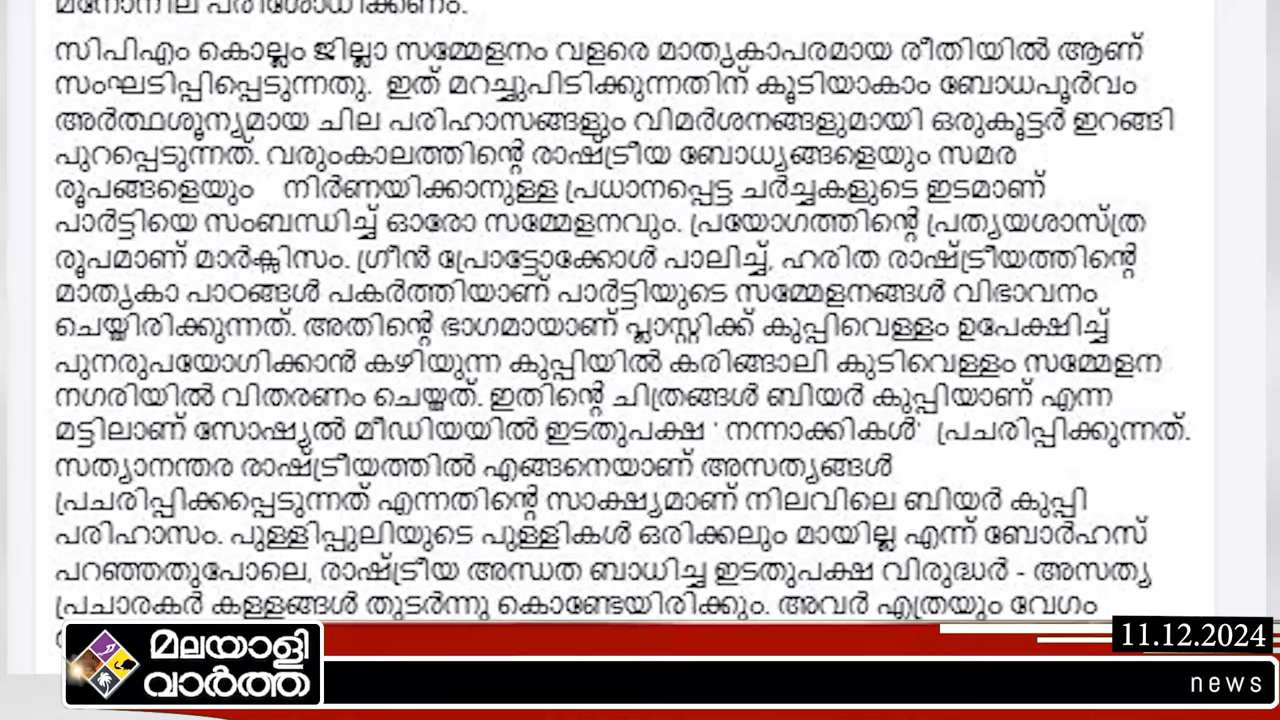 മനോനില പരിശോധിക്കണം.
സിപിഎം കൊല്ലം ജില്ലാ സമ്മേളനം വളരെ മാതൃകാപരമായ രീതിയിൽ ആണ്
സംഘടിപ്പിപ്പെടുന്നതു. ഇത് മറച്ചുപിടിക്കുന്നതിന് കൂടിയാകാം ബോധപൂർവം
അർത്ഥശൂന്യമായ ചില പരിഹാസങ്ങളും വിമർശനങ്ങളുമായി ഒരുകൂട്ടർ ഇറങ്ങി
പുറപ്പെടുന്നത്. വരുംകാലത്തിന്റെ രാഷ്ട്രീയ ബോധ്യങ്ങളെയും സമര
രൂപങ്ങളെയും നിർണയിക്കാനുള്ള പ്രധാനപ്പെട്ട ചർച്ചകളുടെ ഇടമാണ്
പാർട്ടിയെ സംബന്ധിച്ച് ഓരോ സമ്മേളനവും. പ്രയോഗത്തിന്റെ പ്രത്യയശാസ്ത്ര
രൂപമാണ് മാർക്സിസം. ഗ്രീൻ പ്രോട്ടോക്കോൾ പാലിച്ച്, ഹരിത രാഷ്ട്രീയത്തിന്റെ
മാതൃകാ പാഠങ്ങൾ പകർത്തിയാണ് പാർട്ടിയുടെ സമ്മേളനങ്ങൾ വിഭാവനം
ചെയ്തിരിക്കുന്നത്. അതിന്റെ ഭാഗമായാണ് പ്ലാസ്റ്റിക്ക് കുപ്പിവെള്ളം ഉപേക്ഷിച്ച്
പുനരുപയോഗിക്കാൻ കഴിയുന്ന കുപ്പിയിൽ കരിങ്ങാലി കുടിവെള്ളം സമ്മേളന
നഗരിയിൽ വിതരണം ചെയ്തത്. ഇതിന്റെ ചിത്രങ്ങൾ ബിയർ കുപ്പിയാണ് എന്ന
മട്ടിലാണ് സോഷ്യൽ മീഡിയയിൽ ഇടതുപക്ഷ ' നന്നാക്കികൾ' പ്രചരിപ്പിക്കുന്നത്.
സത്യാനന്തര രാഷ്ട്രീയത്തിൽ എങ്ങനെയാണ് അസത്യങ്ങൾ
പ്രചരിപ്പിക്കപ്പെടുന്നത് എന്നതിന്റെ സാക്ഷ്യമാണ് നിലവിലെ ബിയർ കുപ്പി
പരിഹാസം. പുള്ളിപ്പുലിയുടെ പുള്ളികൾ ഒരിക്കലും മായില്ല എന്ന് ബോർഹസ്
പറഞ്ഞതുപോലെ, രാഷ്ട്രീയ അന്ധത ബാധിച്ച ഇടതുപക്ഷ വിരുദ്ധർ - അസത്യ
പ്രചാരകർ കള്ളങ്ങൾ തുടർന്നു കൊണ്ടേയിരിക്കും. അവർ എത്രയും വേഗം
മലയാളി
വാർത്ത
11.12.2024
news